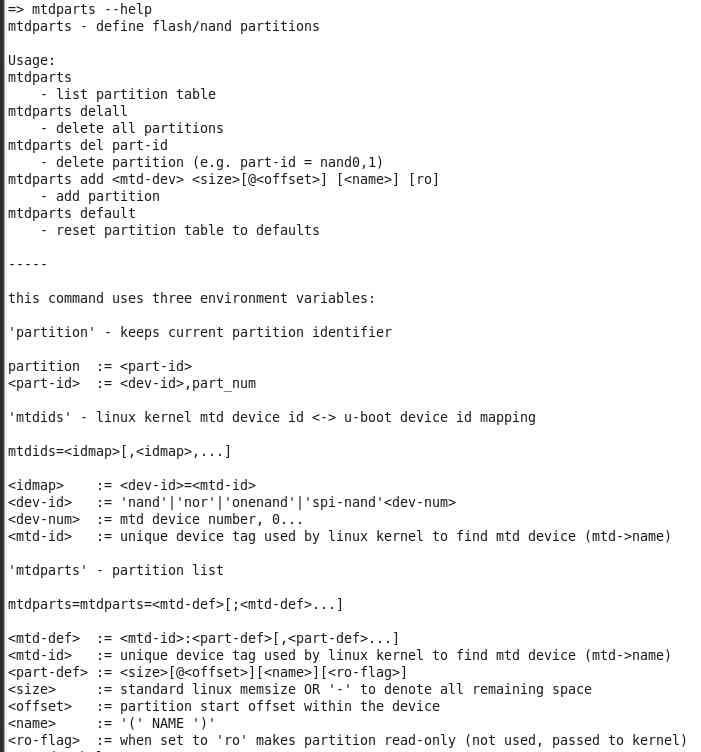 => mtdparts --help
mtdparts - define flash/nand partitions

Usage:
mtdparts
    - list partition table
mtdparts delall
    - delete all partitions
mtdparts del part-id
    - delete partition (e.g. part-id = nand0,1)
mtdparts add <mtd-dev> <size>[@<offset>] [<name>] [ro]
    - add partition
mtdparts default
    - reset partition table to defaults

-----

this command uses three environment variables:

'partition' - keeps current partition identifier

partition  := <part-id>
<part-id>  := <dev-id>,part_num

'mtdids' - linux kernel mtd device id <-> u-boot device id mapping

mtdids=<idmap>[,<idmap>,...]

<idmap>    := <dev-id>=<mtd-id>
<dev-id>   := 'nand'|'nor'|'onenand'|'spi-nand'<dev-num>
<dev-num>  := mtd device number, 0...
<mtd-id>   := unique device tag used by linux kernel to find mtd device (mtd->name)

'mtdparts' - partition list

mtdparts=mtdparts=<mtd-def>[;<mtd-def>...]

<mtd-def>  := <mtd-id>:<part-def>[,<part-def>...]
<mtd-id>   := unique device tag used by linux kernel to find mtd device (mtd->name)
<part-def> := <size>[@<offset>][<name>][<ro-flag>]
<size>     := standard linux memsize OR '-' to denote all remaining space
<offset>   := partition start offset within the device
<name>     := '(' NAME ')'
<ro-flag>  := when set to 'ro' makes partition read-only (not used, passed to kernel)